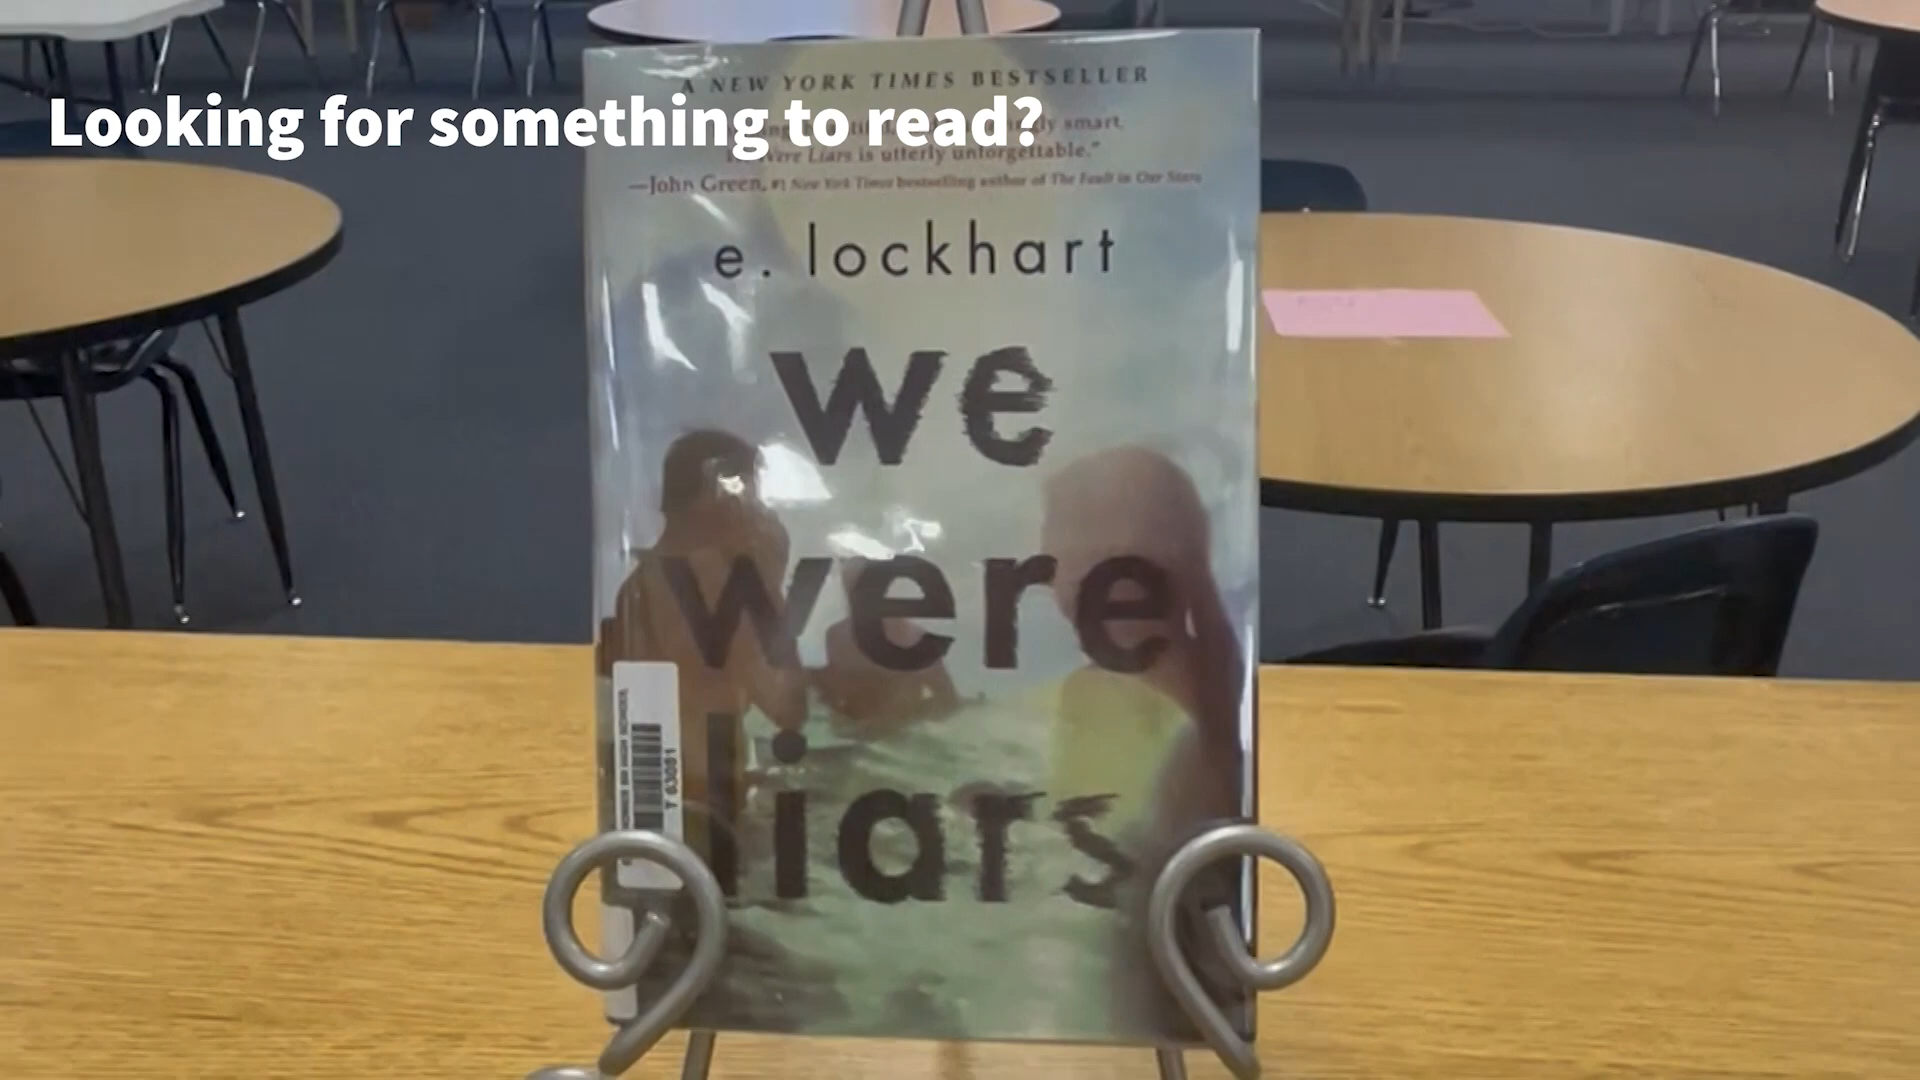 A NEW YORK TIMES BESTSELLER
Looking for something to read?
smart,
Were Liars is utterly unforgettable."
—John Green, #1 New York Times bestselling author of The Fault in Our Stars
e. lockhart
we
were
liars
T 63081